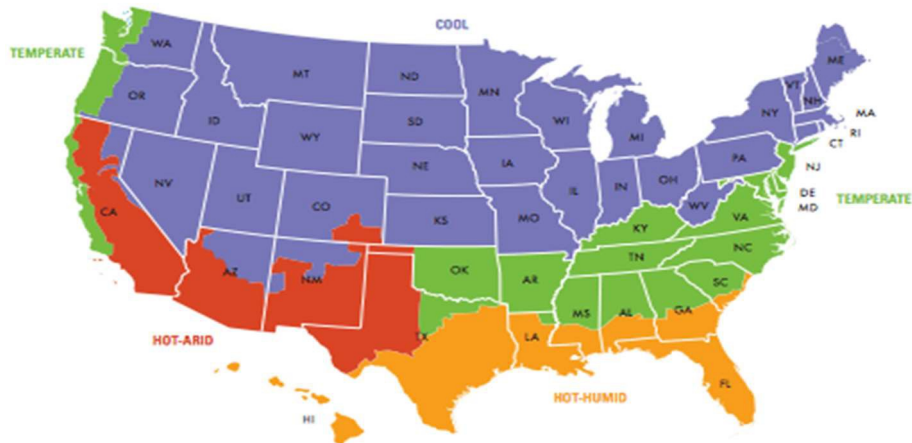 COOL
TEMPERATE
WA
MT
ND
MN
ME
VT
NH
MA
OR
ID
SD
WI
MI
NY
RI
CT
WY
NE
IA
PA
NJ
NV
UT
CO
KS
IL
IN
OH
MO
WV
DE
MD
TEMPERATE
CA
VA
KY
NC
TN
AZ
NM
OK
AR
SC
MS
AL
GA
TX
LA
HOT-ARID
FL
HOT-HUMID
HI